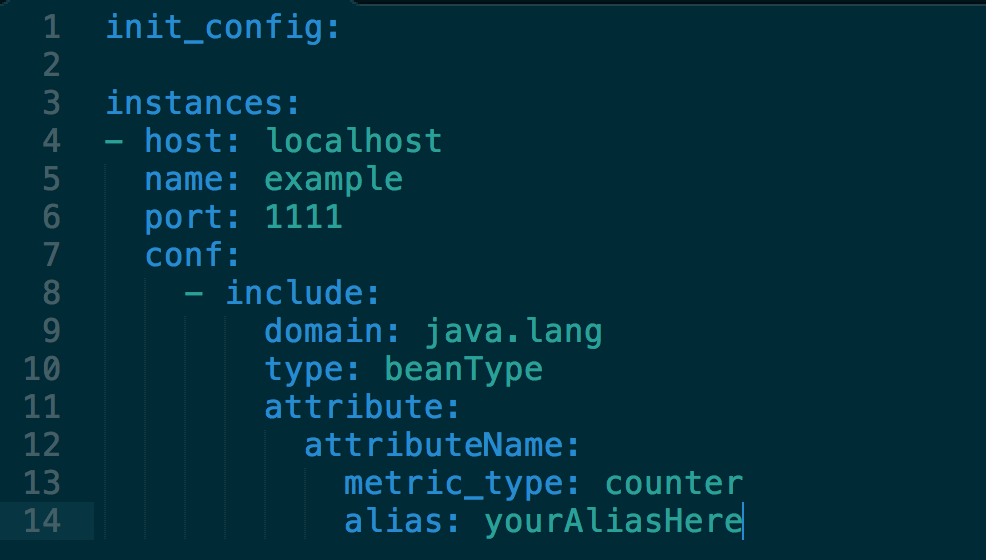 1 init_config:
2
3 instances:
4 - host: localhost
5   name: example
6   port: 1111
7   conf:
8     - include:
9         domain: java.lang
10         type: beanType
11         attribute:
12           attributeName:
13             metric_type: counter
14             alias: yourAliasHere